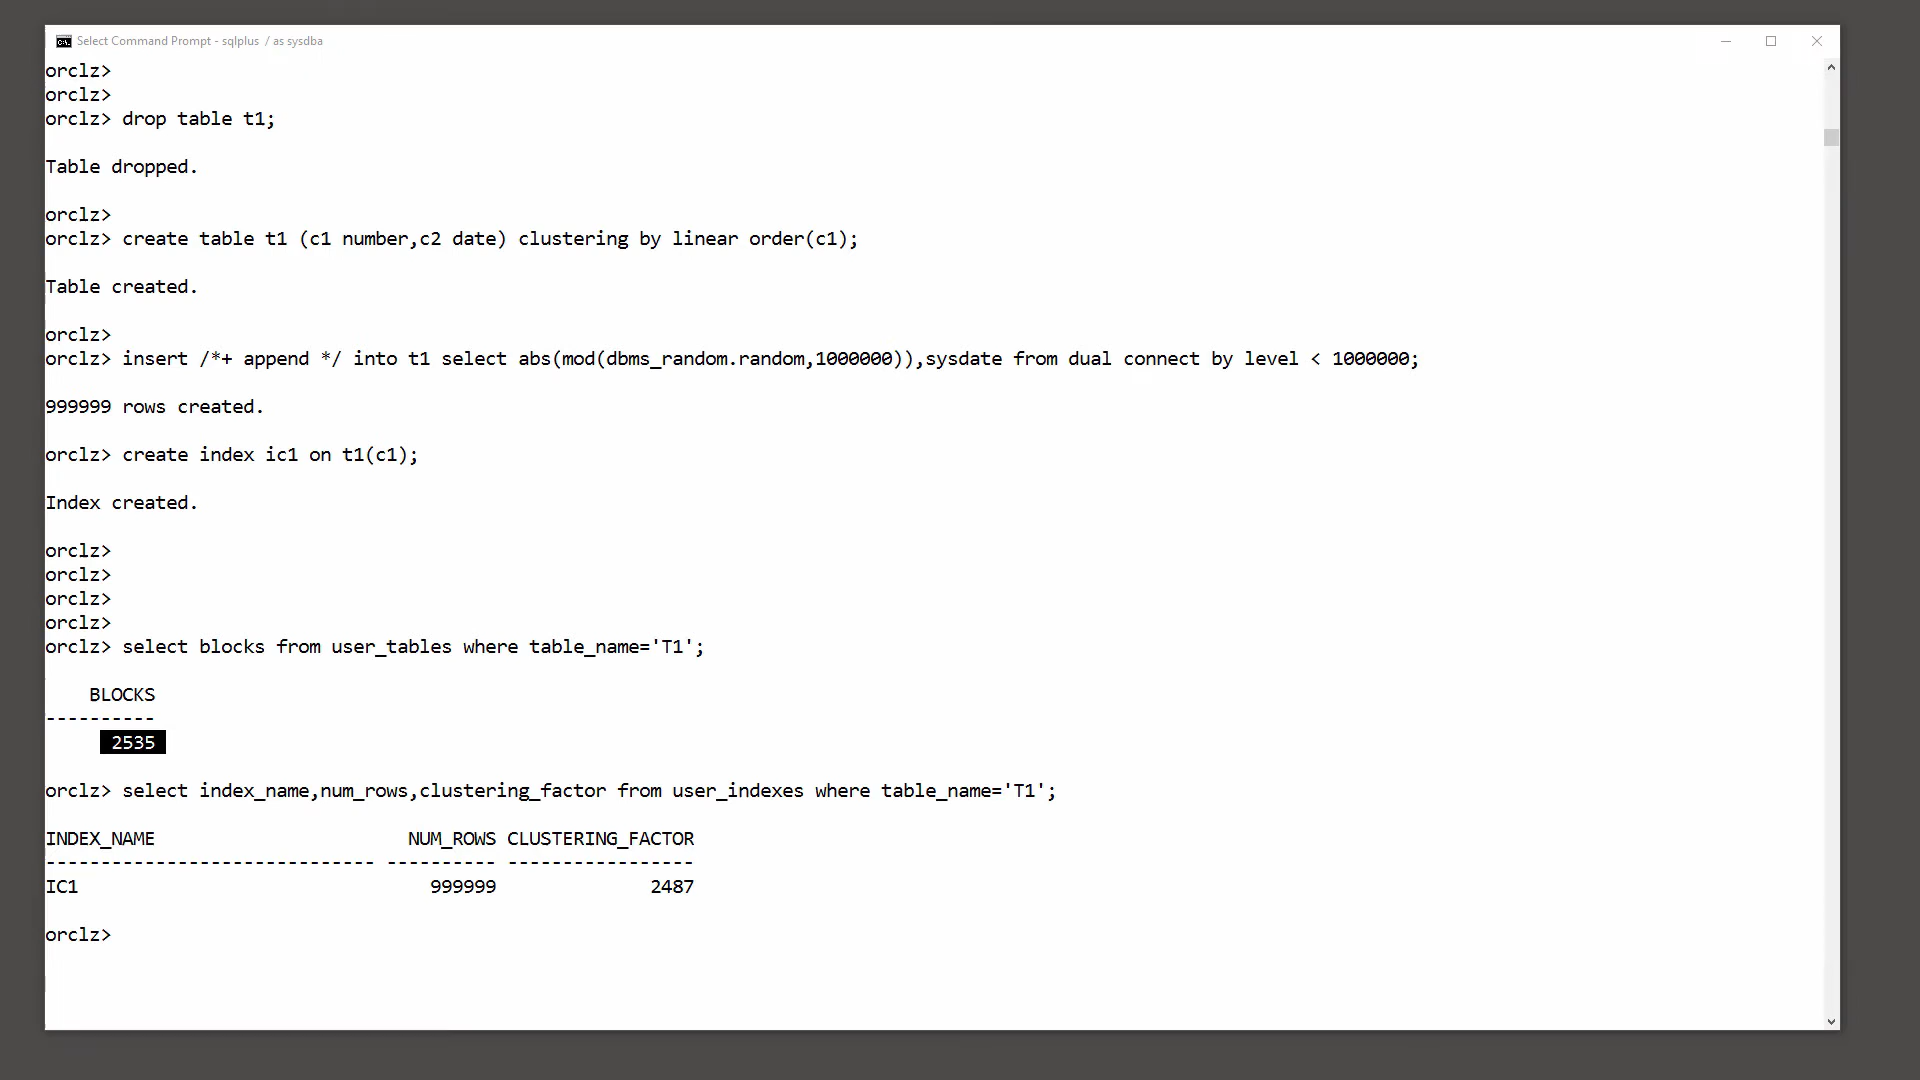 Select Command Prompt - sqlplus / as sysdba
orclz>
orclz>
orclz> drop table t1;
Table dropped.
orclz>
orclz> create table t1 (c1 number,c2 date) clustering by linear order(c1);
Table created.
orclz>
orclz> insert /*+ append */ into t1 select abs(mod(dbms_random.random,1000000)),sysdate from dual connect by level < 1000000;
999999 rows created.
orclz> create index ic1 on t1(c1);
Index created.
orclz>
orclz>
orclz>
orclz>
orclz> select blocks from user_tables where table_name='T1';
BLOCKS
----------
2535
orclz> select index_name,num_rows,clustering_factor from user_indexes where table_name='T1';
INDEX_NAME                       NUM_ROWS CLUSTERING_FACTOR
------------------------------ ---------- -----------------
IC1                                999999              2487
orclz>